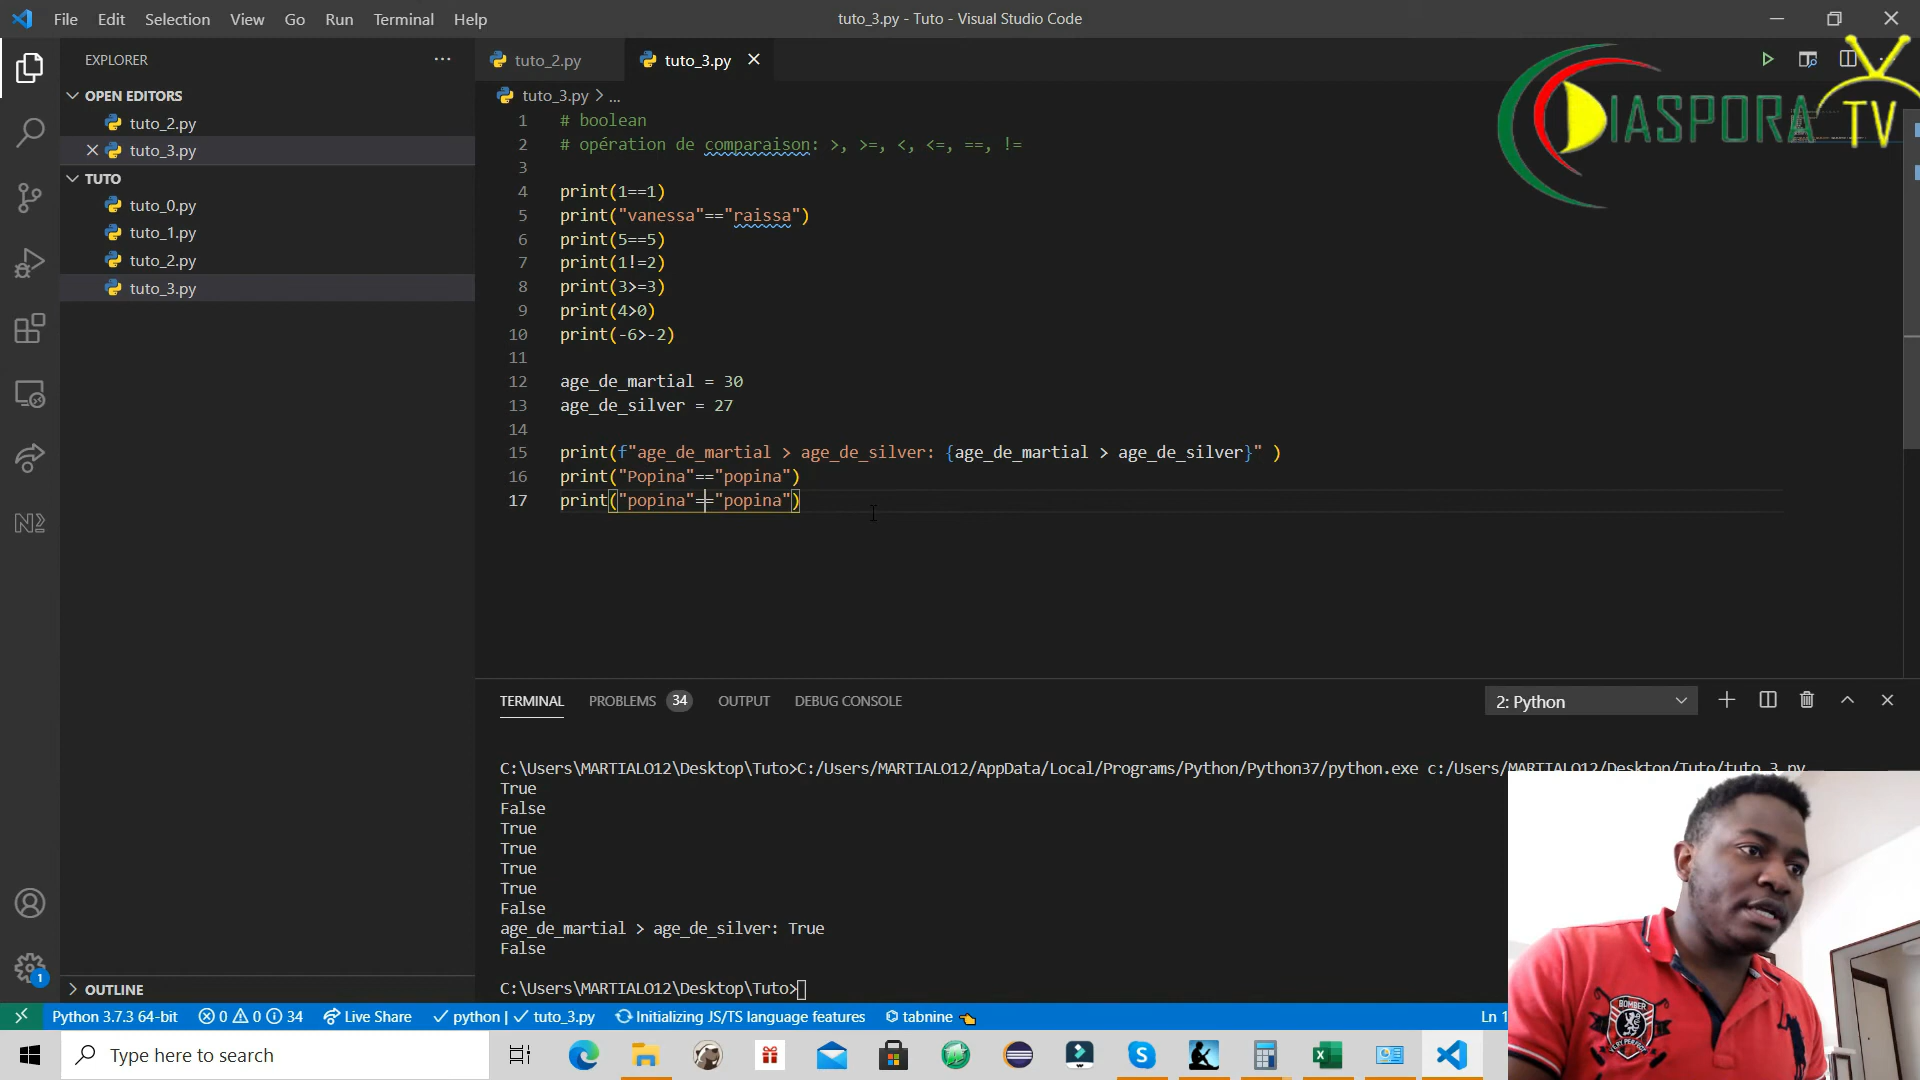 File Edit Selection View Go Run Terminal Help
tuto_3.py - Tuto - Visual Studio Code
EXPLORER
OPEN EDITORS
tuto_2.py
tuto_3.py
TUTO
tuto_0.py
tuto_1.py
tuto_2.py
tuto_3.py
OUTLINE
tuto_2.py
tuto_3.py
tuto_3.py > ...
1 # boolean
2 # opération de comparaison: >, >=, <, <=, ==, !=
3
4 print(1==1)
5 print("vanessa"=="raissa")
6 print(5==5)
7 print(1!=2)
8 print(3>=3)
9 print(4>0)
10 print(-6>-2)
11
12 age_de_martial = 30
13 age_de_silver = 27
14
15 print(f"age_de_martial > age_de_silver: {age_de_martial > age_de_silver}" )
16 print("Popina"=="popina")
17 print("popina"=="popina")
DIASPORA TV
TERMINAL PROBLEMS 34 OUTPUT DEBUG CONSOLE
2: Python
C:\Users\MARTIALO12\Desktop\Tuto>C:/Users/MARTIALO12/AppData/Local/Programs/Python/Python37/python.exe c:/Users/MARTIALO12/Desktop/Tuto/tuto_3.py
True
False
True
True
True
True
False
age_de_martial > age_de_silver: True
False
C:\Users\MARTIALO12\Desktop\Tuto>
BOMBER
Python 3.7.3 64-bit 0 0 34 Live Share python | tuto_3.py Initializing JS/TS language features tabnine
Ln 1
1
Type here to search